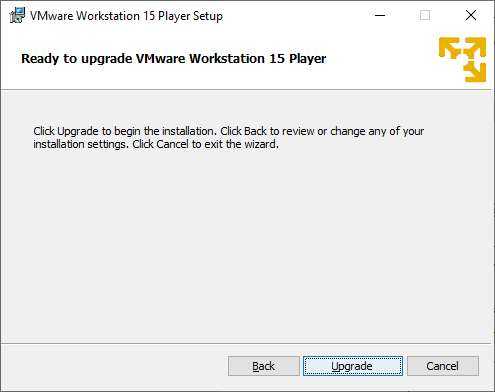 VMware Workstation 15 Player Setup
Ready to upgrade VMware Workstation 15 Player
Click Upgrade to begin the installation. Click Back to review or change any of your
installation settings. Click Cancel to exit the wizard.
Back Upgrade Cancel